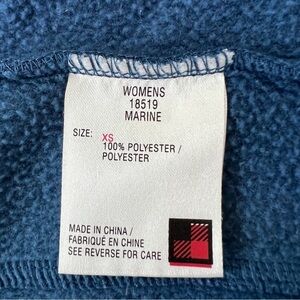 WOMENS
18519
MARINE
SIZE: XS
100% POLYESTER /
POLYESTER
MADE IN CHINA /
FABRIQUÉ EN CHINE
SEE REVERSE FOR CARE